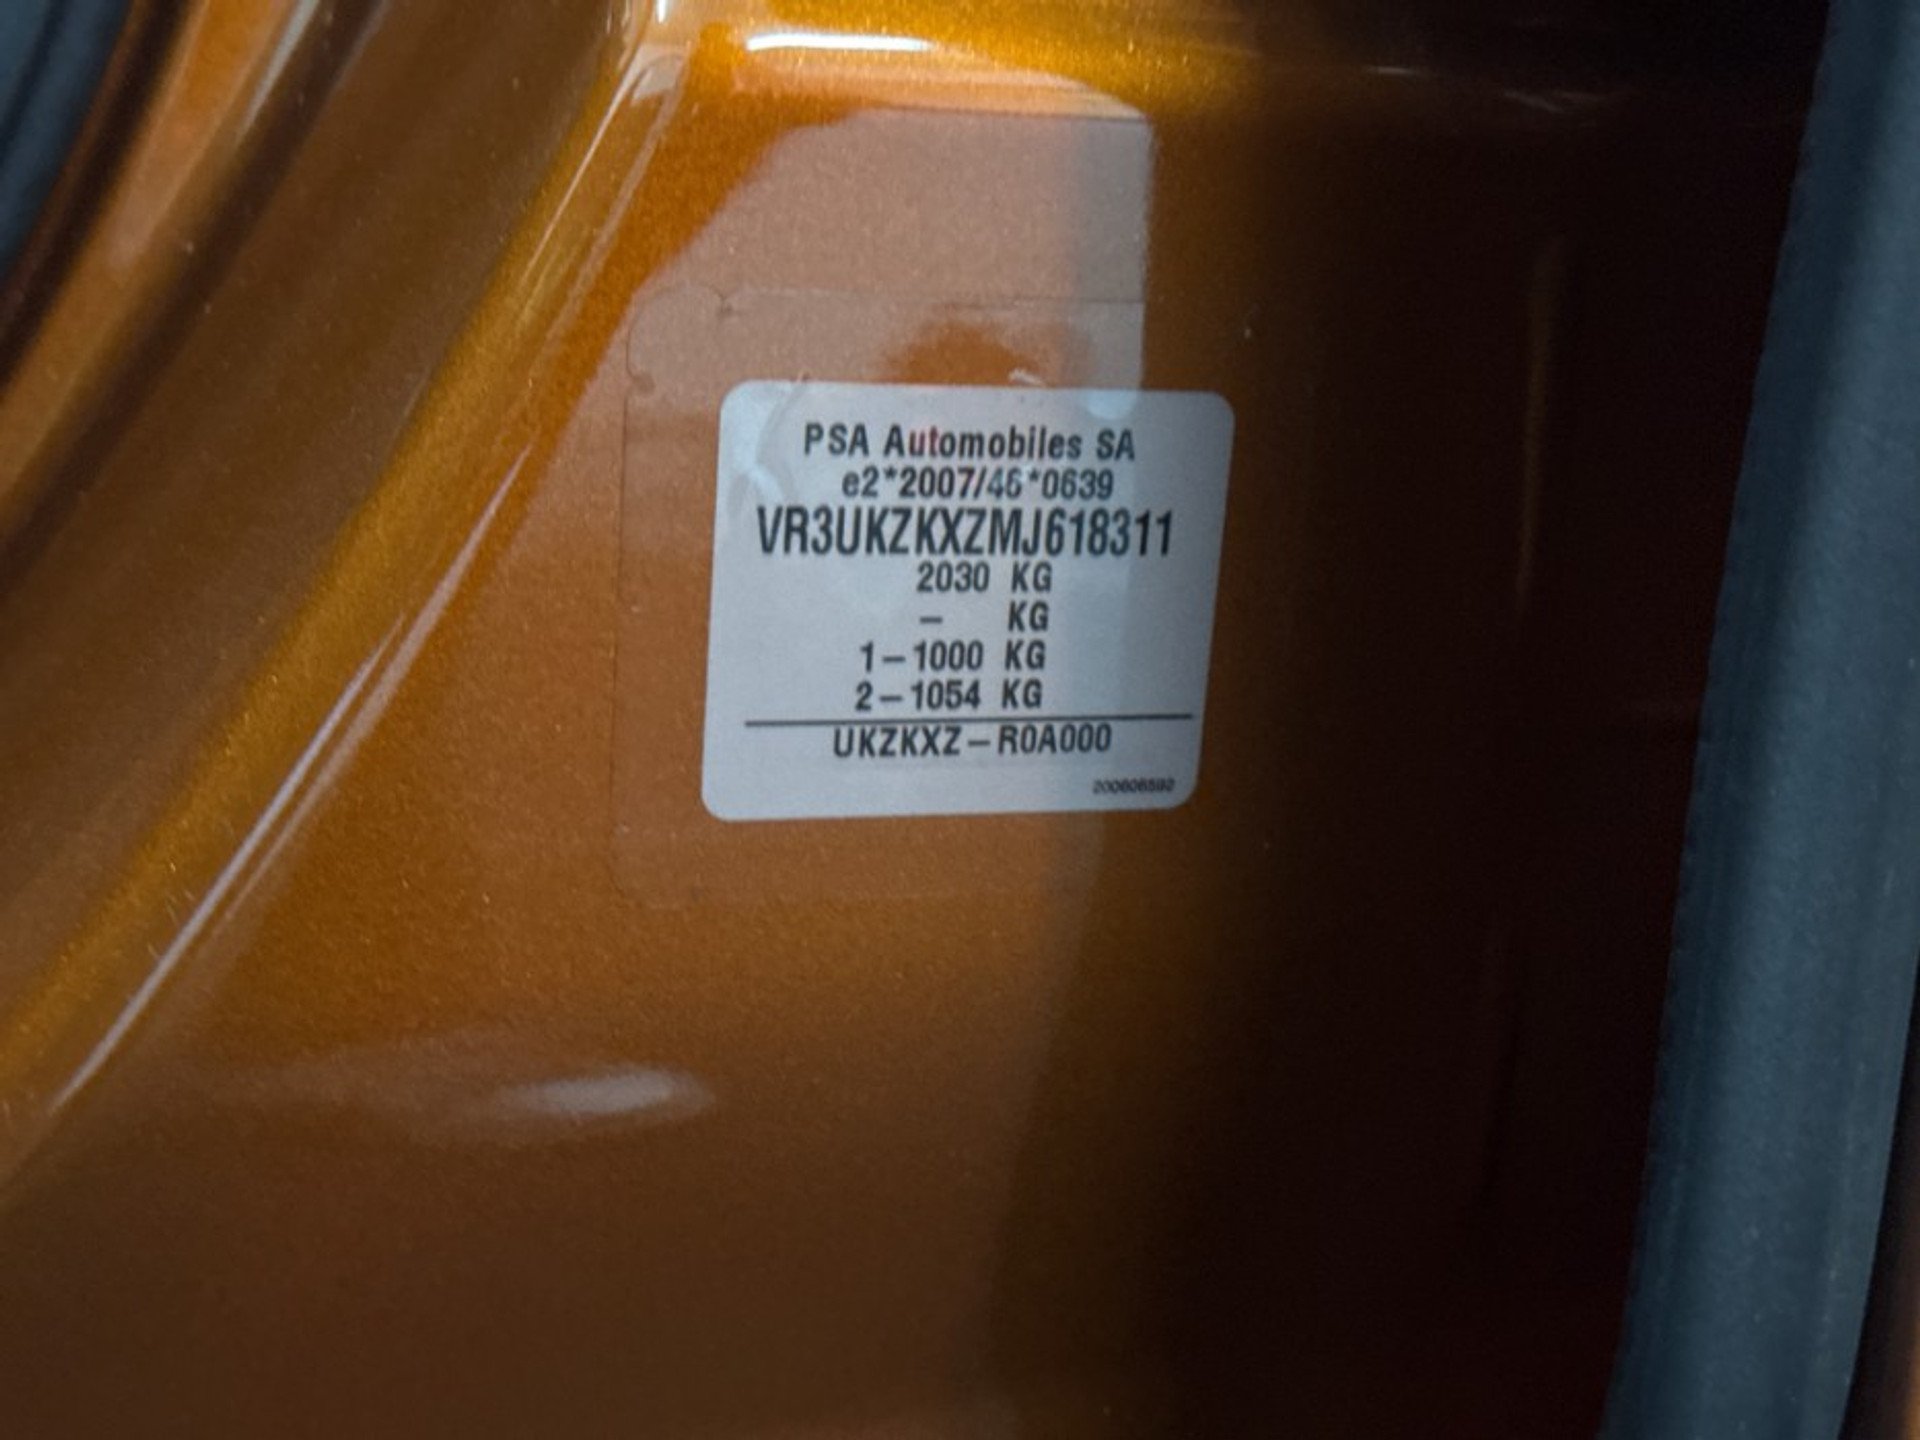 PSA Automobiles SA
e2*2007/46*0639
VR3UKZKXZMJ618311
2030 KG
– KG
1–1000 KG
2–1054 KG
UKZKXZ–R0A000
200606592